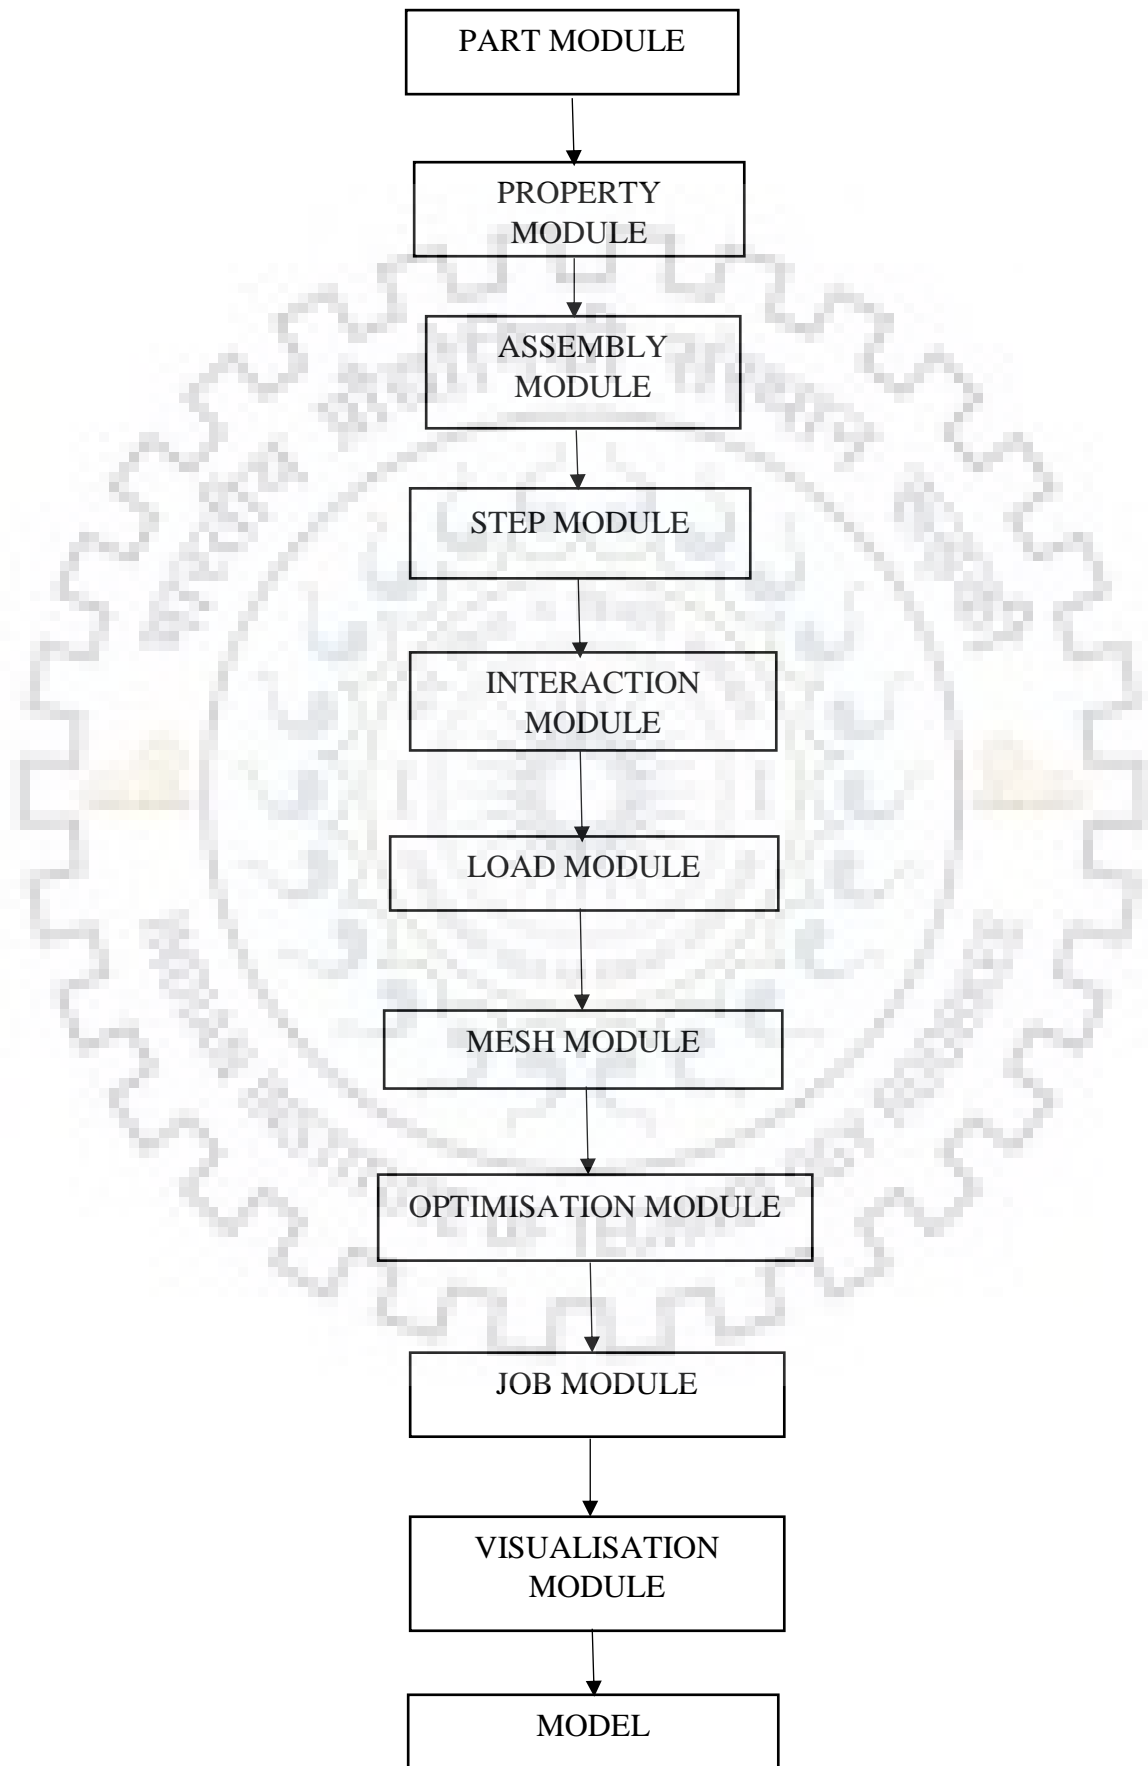 PART MODULE
PROPERTY
MODULE
ASSEMBLY
MODULE
STEP MODULE
INTERACTION
MODULE
LOAD MODULE
MESH MODULE
OPTIMISATION MODULE
JOB MODULE
VISUALISATION
MODULE
MODEL